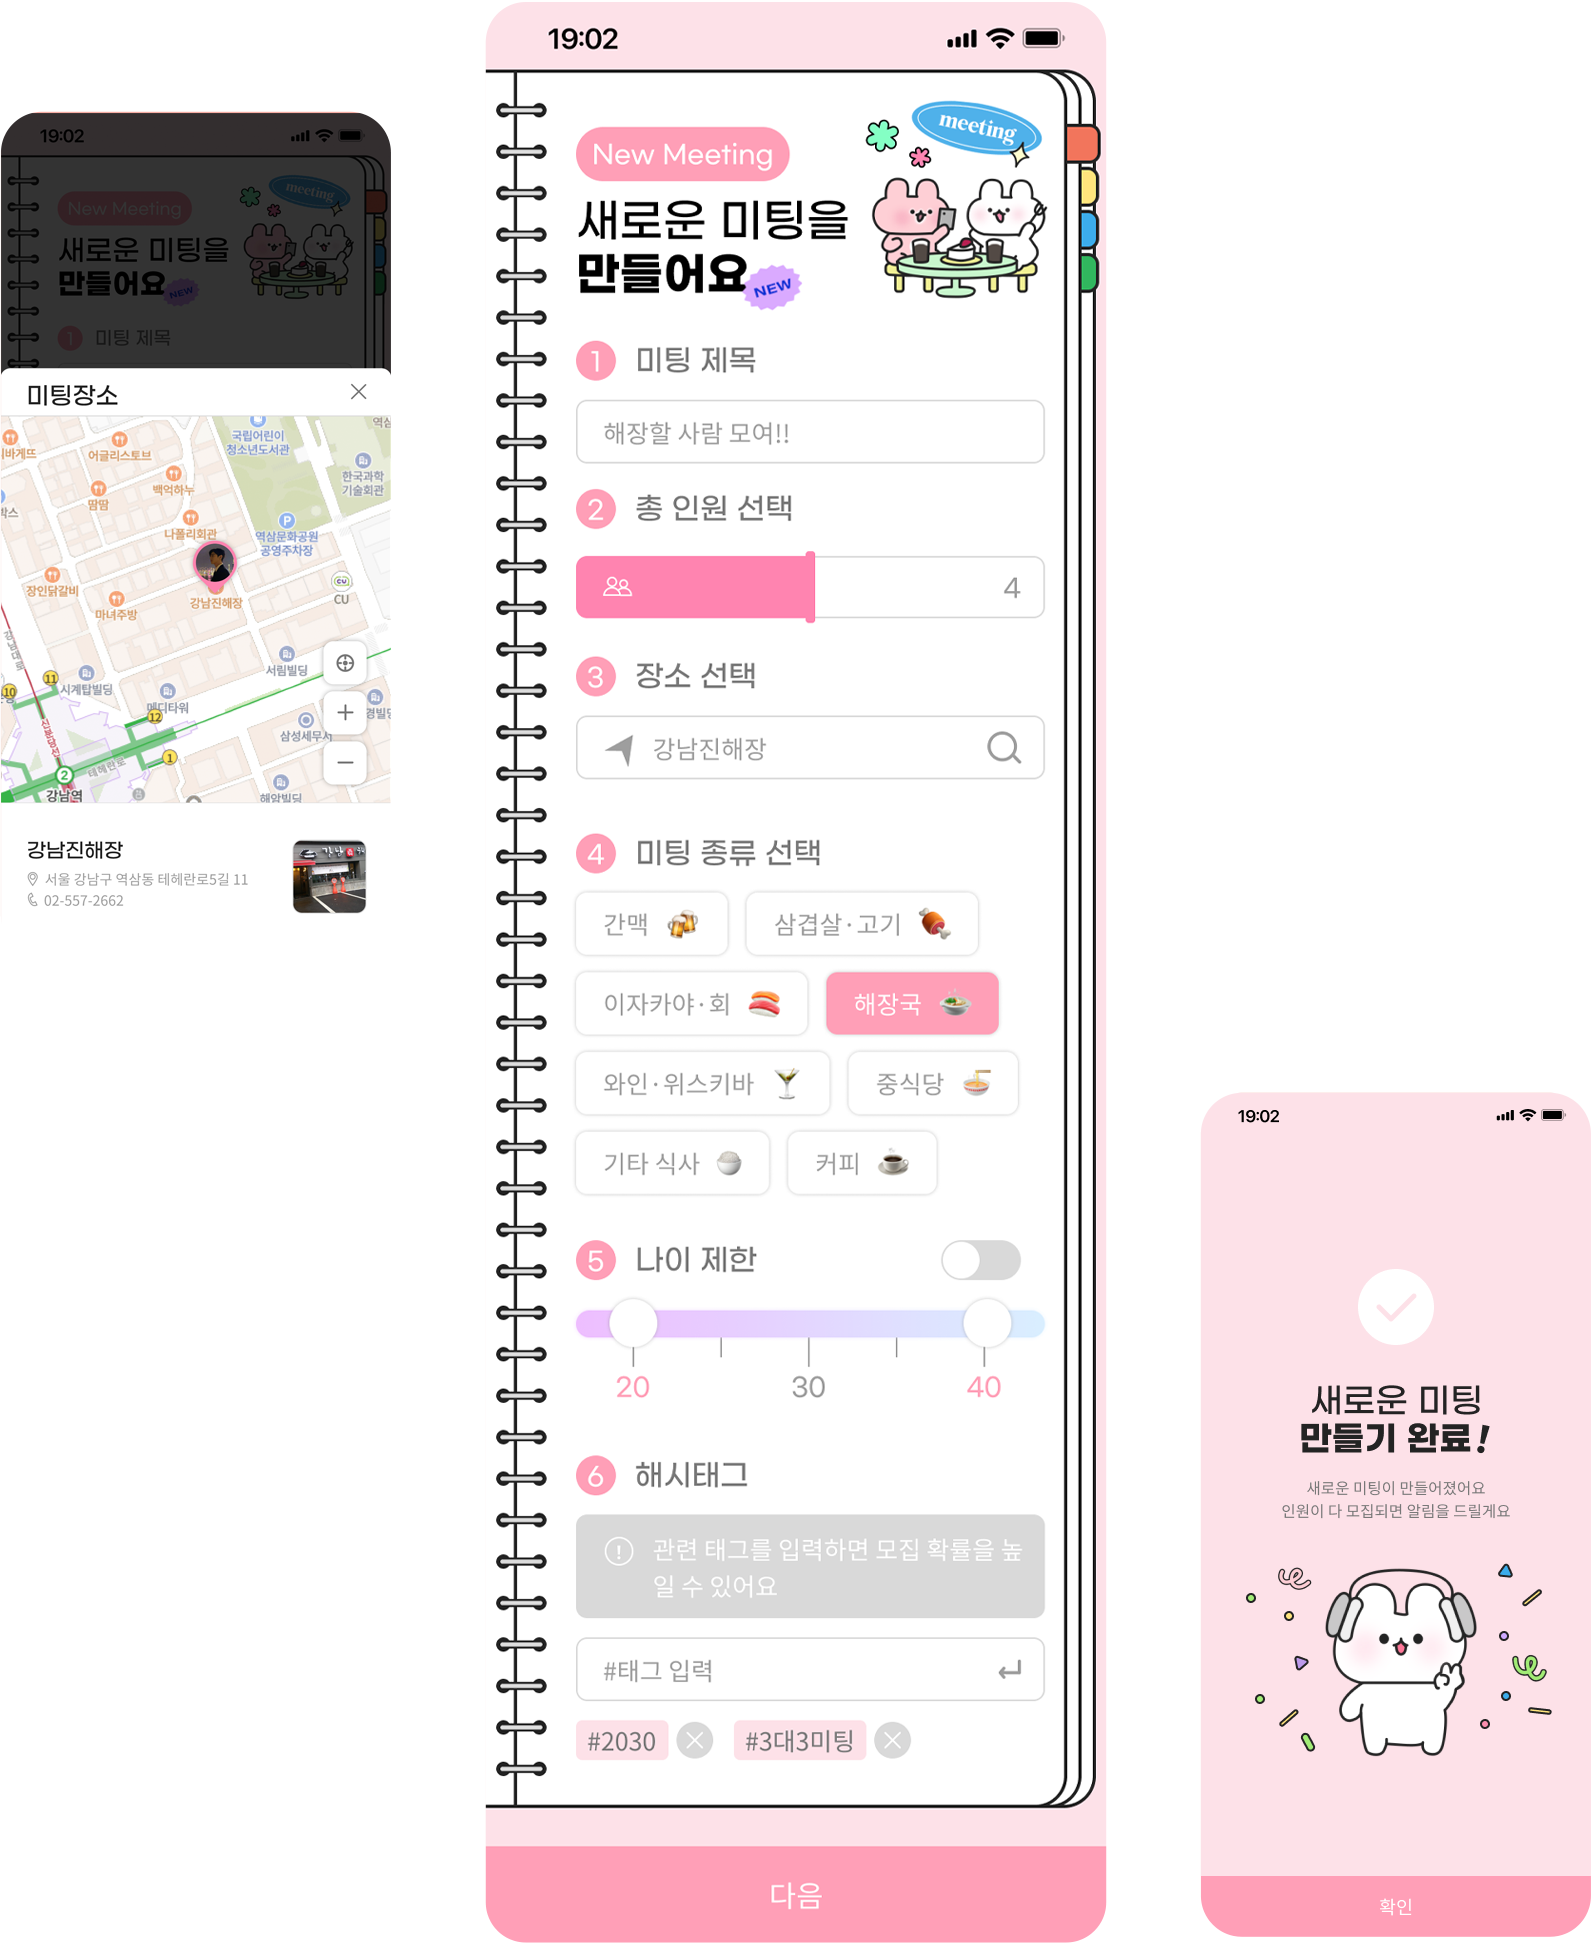 19:02
New Meeting
meeting
새로운 미팅을
만들어요
NEW
1 미팅 제목
미팅장소
역삼
국립어린이
청소년도서관
어글리스토브
한국과학
기술회관
백억하누
땀땀
박스
나폴리회관
P
역삼문화공원
공영주차장
장인닭갈비
강남진해장
CU
CU
마녀주방
서림빌딩
11
10
시계탑빌딩
메디타워
12
경빌딩
삼성세무서
1
테헤란로
2
강남역
해암빌딩
강남진해장
서울 강남구 역삼동 테헤란로5길 11
02-557-2662
19:02
New Meeting
meeting
새로운 미팅을
만들어요
NEW
1 미팅 제목
해장할 사람 모여!!
2 총 인원 선택
4
3 장소 선택
강남진해장
4 미팅 종류 선택
간맥
삼겹살·고기
이자카야·회
해장국
와인·위스키바
중식당
기타 식사
커피
5 나이 제한
20 30 40
6 해시태그
관련 태그를 입력하면 모집 확률을 높
일 수 있어요
#태그 입력
#2030
#3대3미팅
다음
19:02
새로운 미팅
만들기 완료!
새로운 미팅이 만들어졌어요
인원이 다 모집되면 알림을 드릴게요
확인